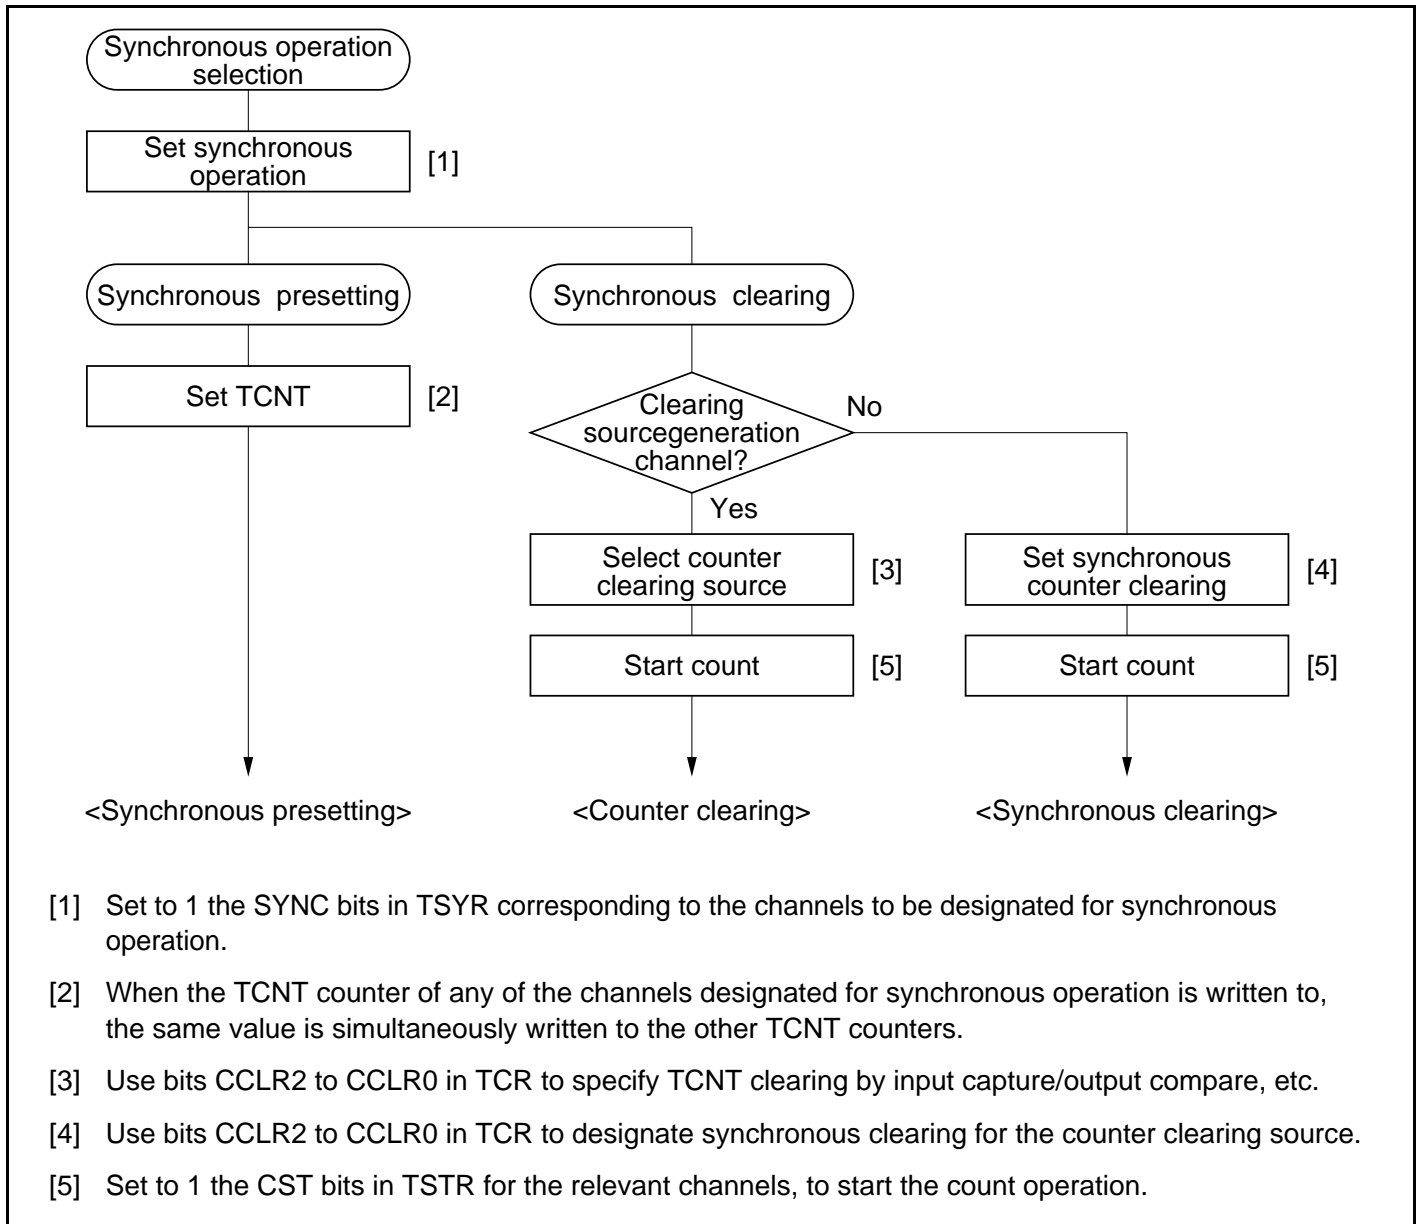 Synchronous operation
selection
Set synchronous
operation
[1]
Synchronous presetting
Synchronous clearing
Set TCNT
[2]
Clearing
sourcegeneration
channel?
No
Yes
Select counter
clearing source
[3]
Set synchronous
counter clearing
[4]
Start count
[5]
Start count
[5]
<Synchronous presetting>
<Counter clearing>
<Synchronous clearing>
[1] Set to 1 the SYNC bits in TSYR corresponding to the channels to be designated for synchronous
operation.
[2] When the TCNT counter of any of the channels designated for synchronous operation is written to,
the same value is simultaneously written to the other TCNT counters.
[3] Use bits CCLR2 to CCLR0 in TCR to specify TCNT clearing by input capture/output compare, etc.
[4] Use bits CCLR2 to CCLR0 in TCR to designate synchronous clearing for the counter clearing source.
[5] Set to 1 the CST bits in TSTR for the relevant channels, to start the count operation.